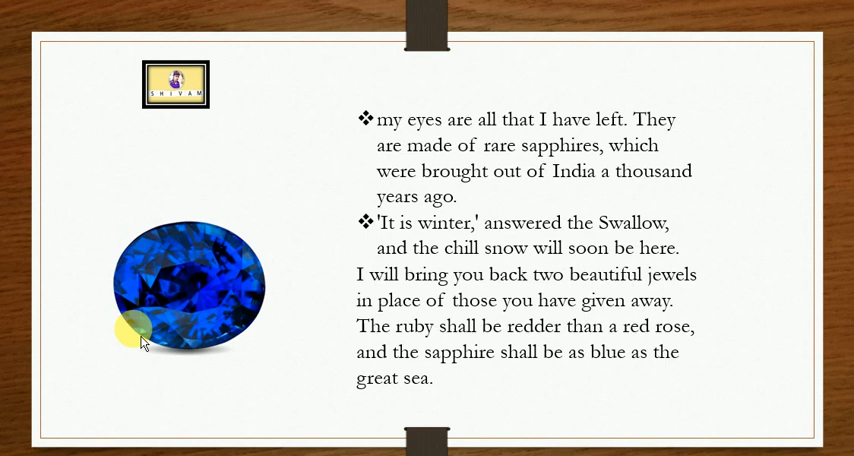 SHIVAM
❖my eyes are all that I have left. They
are made of rare sapphires, which
were brought out of India a thousand
years ago.
❖'It is winter,' answered the Swallow,
and the chill snow will soon be here.
I will bring you back two beautiful jewels
in place of those you have given away.
The ruby shall be redder than a red rose,
and the sapphire shall be as blue as the
great sea.